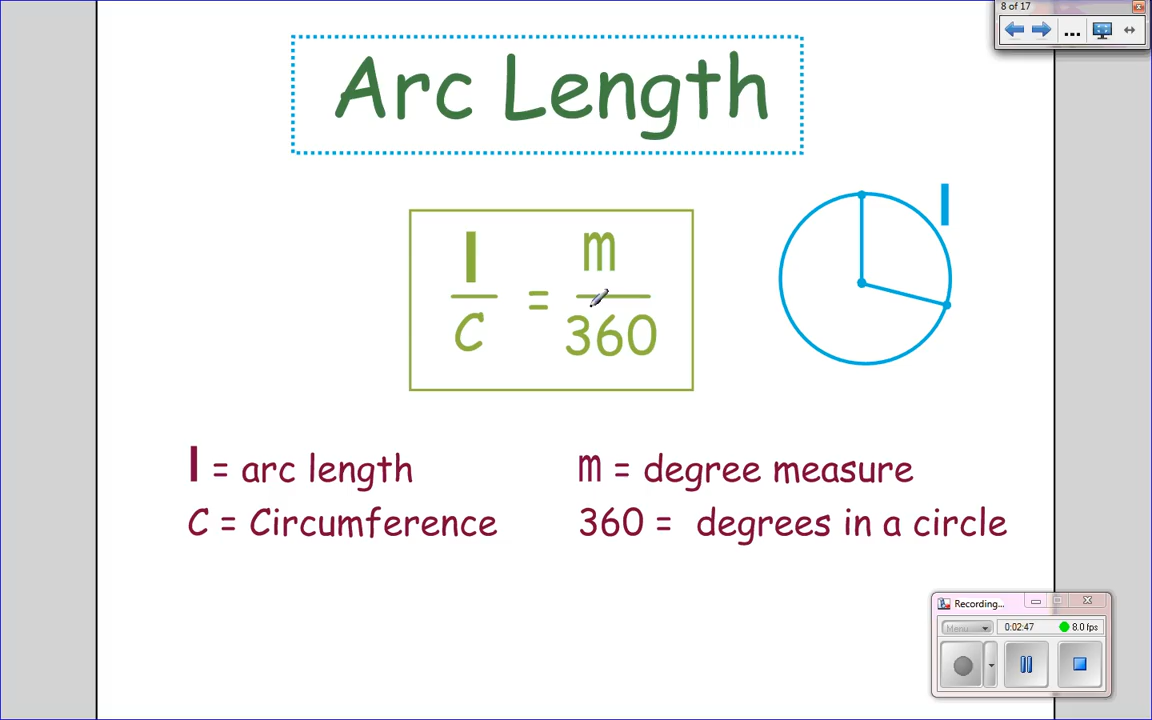 8 of 17
...
Arc Length
l
l
m
=
C
360
l = arc length
m = degree measure
C = Circumference
360 = degrees in a circle
Recording...
Menu
0:02:47
8.0 fps